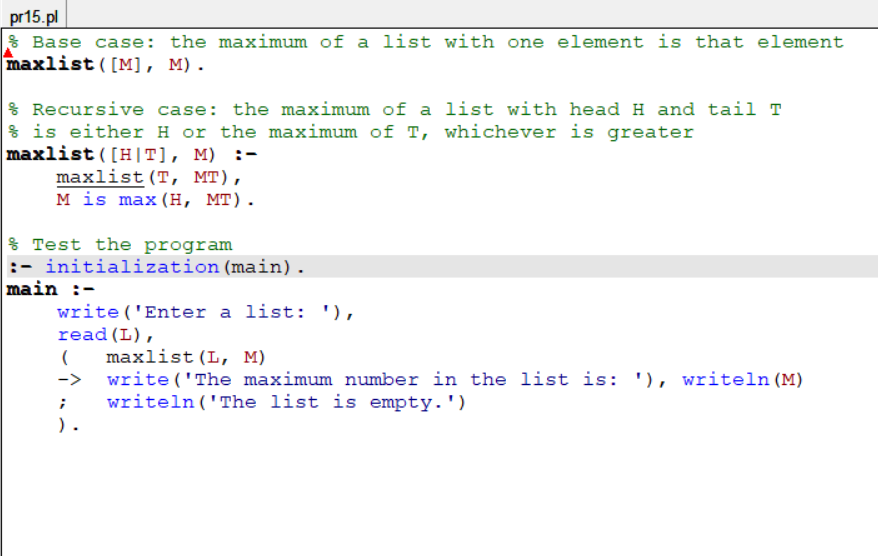 pr15.pl
% Base case: the maximum of a list with one element is that element
maxlist([M], M).
% Recursive case: the maximum of a list with head H and tail T
% is either H or the maximum of T, whichever is greater
maxlist([H|T], M) :-
    maxlist(T, MT),
    M is max(H, MT).
% Test the program
:- initialization(main).
main :-
    write('Enter a list: '),
    read(L),
    (   maxlist(L, M)
    ->  write('The maximum number in the list is: '), writeln(M)
    ;   writeln('The list is empty.')
    ).